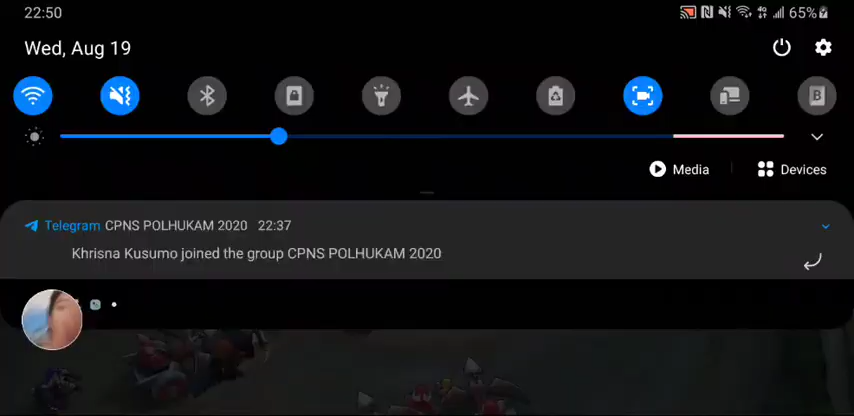 22:50
65%
Wed, Aug 19
Media
Devices
Telegram CPNS POLHUKAM 2020 22:37
Khrisna Kusumo joined the group CPNS POLHUKAM 2020